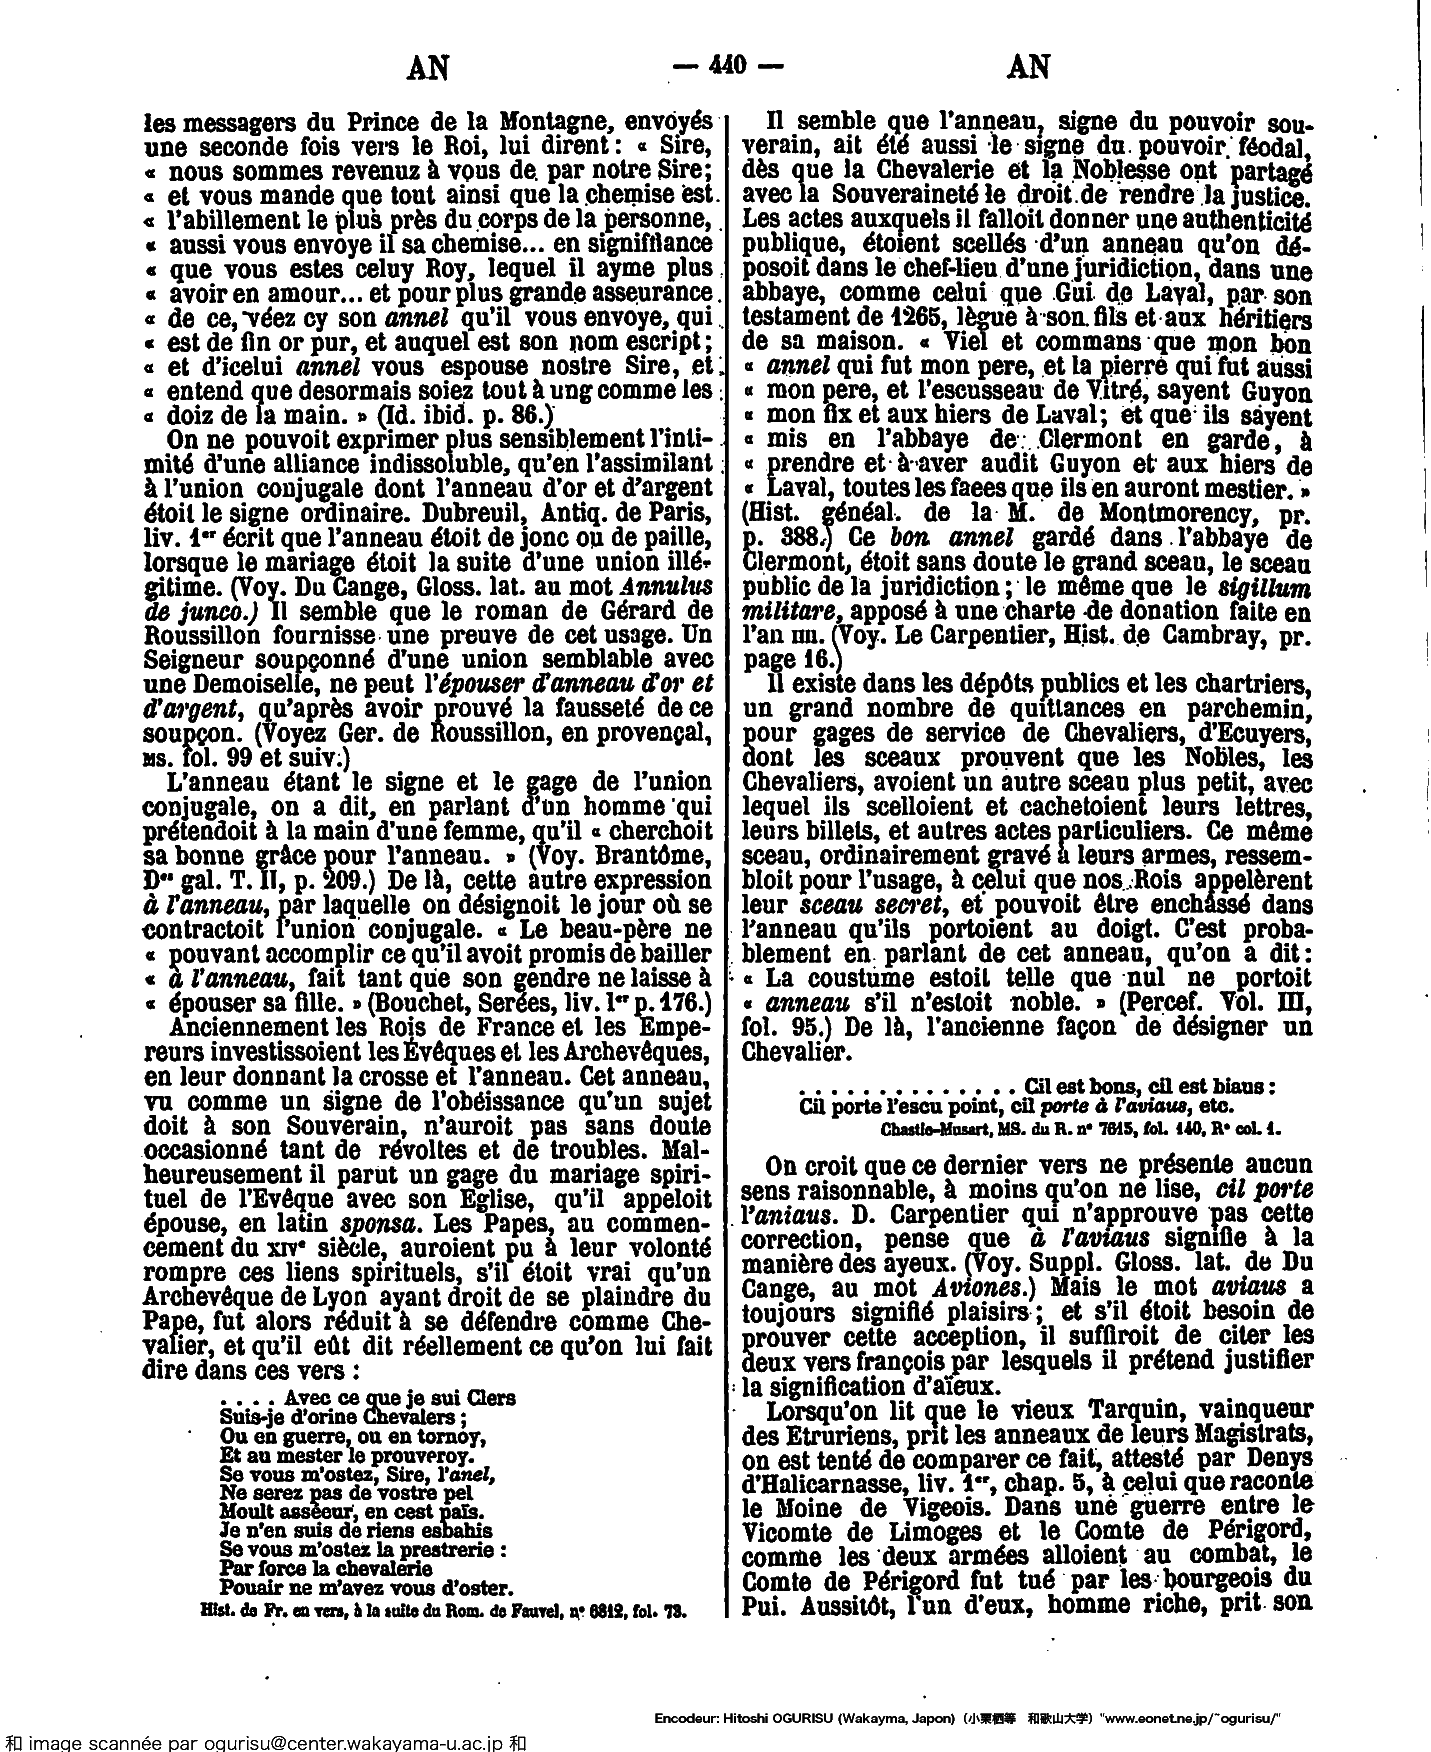 AN — 440 — AN
les messagers du Prince de la Montagne, envoyés
une seconde fois vers le Roi, lui dirent : « Sire,
« nous sommes revenuz à vous de par notre Sire;
« et vous mande que tout ainsi que la chemise est
« l'abillement le plus près du corps de la personne,
« aussi vous envoye il sa chemise... en signifflance
« que vous estes celuy Roy, lequel il ayme plus
« avoir en amour... et pour plus grande asseurance
« de ce, véez cy son annel qu'il vous envoye, qui
« est de fin or pur, et auquel est son nom escript;
« et d'icelui annel vous espouse nostre Sire, et
« entend que desormais soiez tout à ung comme les
« doiz de la main. » (Id. ibid. p. 86.)
On ne pouvoit exprimer plus sensiblement l'inti-
mité d'une alliance indissoluble, qu'en l'assimilant
à l'union conjugale dont l'anneau d'or et d'argent
étoit le signe ordinaire. Dubreuil, Antiq. de Paris,
liv. 1er écrit que l'anneau étoit de jonc ou de paille,
lorsque le mariage étoit la suite d'une union illé-
gitime. (Voy. Du Cange, Gloss. lat. au mot Annulus
de junco.) Il semble que le roman de Gérard de
Roussillon fournisse une preuve de cet usage. Un
Seigneur soupçonné d'une union semblable avec
une Demoiselle, ne peut l'épouser d'anneau d'or et
d'argent, qu'après avoir prouvé la fausseté de ce
soupçon. (Voyez Ger. de Roussillon, en provençal,
MS. fol. 99 et suiv.)
L'anneau étant le signe et le gage de l'union
conjugale, on a dit, en parlant d'un homme qui
prétendoit à la main d'une femme, qu'il « cherchoit
sa bonne grâce pour l'anneau. » (Voy. Brantôme,
Des gal. T. II, p. 209.) De là, cette autre expression
à l'anneau, par laquelle on désignoit le jour où se
contractoit l'union conjugale. « Le beau-père ne
« pouvant accomplir ce qu'il avoit promis de bailler
« à l'anneau, fait tant que son gendre ne laisse à
« épouser sa fille. » (Bouchet, Serées, liv. 1er p. 176.)
Anciennement les Rois de France et les Empe-
reurs investissoient les Évêques et les Archevêques,
en leur donnant la crosse et l'anneau. Cet anneau,
vu comme un signe de l'obéissance qu'un sujet
doit à son Souverain, n'auroit pas sans doute
occasionné tant de révoltes et de troubles. Mal-
heureusement il parut un gage du mariage spiri-
tuel de l'Evêque avec son Eglise, qu'il appeloit
épouse, en latin sponsa. Les Papes, au commen-
cement du XIVe siècle, auroient pu à leur volonté
rompre ces liens spirituels, s'il étoit vrai qu'un
Archevêque de Lyon ayant droit de se plaindre du
Pape, fut alors réduit à se défendre comme Che-
valier, et qu'il eût dit réellement ce qu'on lui fait
dire dans ces vers :
. . . . Avec ce que je sui Clers
Suis-je d'orine Chevalers ;
Ou en guerre, ou en tornoy,
Et au mester le prouveroy.
Se vous m'ostez, Sire, l'anel,
Ne serez pas de vostre pel
Moult asseeur, en cest païs.
Je n'en suis de riens esbahis
Se vous m'ostez la prestrerie :
Par force la chevalerie
Pouair ne m'avez vous d'oster.
Hist. de Fr. en vers, à la suite du Rom. de Fauvel, n° 6812, fol. 73.
Il semble que l'anneau, signe du pouvoir sou-
verain, ait été aussi le signe du pouvoir féodal,
dès que la Chevalerie et la Noblesse ont partagé
avec la Souveraineté le droit de rendre la justice.
Les actes auxquels il falloit donner une authenticité
publique, étoient scellés d'un anneau qu'on dé-
posoit dans le chef-lieu d'une juridiction, dans une
abbaye, comme celui que Gui de Laval, par son
testament de 1265, lègue à son fils et aux héritiers
de sa maison. « Viel et commans que mon bon
« annel qui fut mon pere, et la pierre qui fut aussi
« mon pere, et l'escusseau de Vitré, sayent Guyon
« mon fix et aux hiers de Laval; et que ils sayent
« mis en l'abbaye de Clermont en garde, à
« prendre et à aver audit Guyon et aux hiers de
« Laval, toutes les faees que ils en auront mestier. »
(Hist. généal. de la M. de Montmorency, pr.
p. 388.) Ce bon annel gardé dans l'abbaye de
Clermont, étoit sans doute le grand sceau, le sceau
public de la juridiction ; le même que le sigillum
militare, apposé à une charte de donation faite en
l'an IIII. (Voy. Le Carpentier, Hist. de Cambray, pr.
page 16.)
Il existe dans les dépôts publics et les chartriers,
un grand nombre de quittances en parchemin,
pour gages de service de Chevaliers, d'Ecuyers,
dont les sceaux prouvent que les Nobles, les
Chevaliers, avoient un autre sceau plus petit, avec
lequel ils scelloient et cachetoient leurs lettres,
leurs billets, et autres actes particuliers. Ce même
sceau, ordinairement gravé à leurs armes, ressem-
bloit pour l'usage, à celui que nos Rois appelèrent
leur sceau secret, et pouvoit être enchassé dans
l'anneau qu'ils portoient au doigt. C'est proba-
blement en parlant de cet anneau, qu'on a dit :
« La coustume estoit telle que nul ne portoit
« anneau s'il n'estoit noble. » (Percef. Vol. III,
fol. 95.) De là, l'ancienne façon de désigner un
Chevalier.
. . . . . . . . . . . . . . . Cil est bons, cil est biaus :
Cil porte l'escu point, cil porte à l'aviaus, etc.
Chastie-Musart, MS. du R. n° 7615, fol. 140, R° col. 1.
On croit que ce dernier vers ne présente aucun
sens raisonnable, à moins qu'on ne lise, cil porte
l'aniaus. D. Carpentier qui n'approuve pas cette
correction, pense que à l'aviaus signifie à la
manière des ayeux. (Voy. Suppl. Gloss. lat. de Du
Cange, au mot Aviones.) Mais le mot aviaus a
toujours signifié plaisirs ; et s'il étoit besoin de
prouver cette acception, il suffiroit de citer les
deux vers françois par lesquels il prétend justifier
la signification d'aïeux.
Lorsqu'on lit que le vieux Tarquin, vainqueur
des Etruriens, prit les anneaux de leurs Magistrats,
on est tenté de comparer ce fait, attesté par Denys
d'Halicarnasse, liv. 1er, chap. 5, à celui que raconte
le Moine de Vigeois. Dans une guerre entre le
Vicomte de Limoges et le Comte de Périgord,
comme les deux armées alloient au combat, le
Comte de Périgord fut tué par les bourgeois du
Pui. Aussitôt, l'un d'eux, homme riche, prit son
Encodeur: Hitoshi OGURISU (Wakayma, Japon)（小栗栖等　和歌山大学）"www.eonet.ne.jp/~ogurisu/"
和 image scannée par ogurisu@center.wakayama-u.ac.jp 和